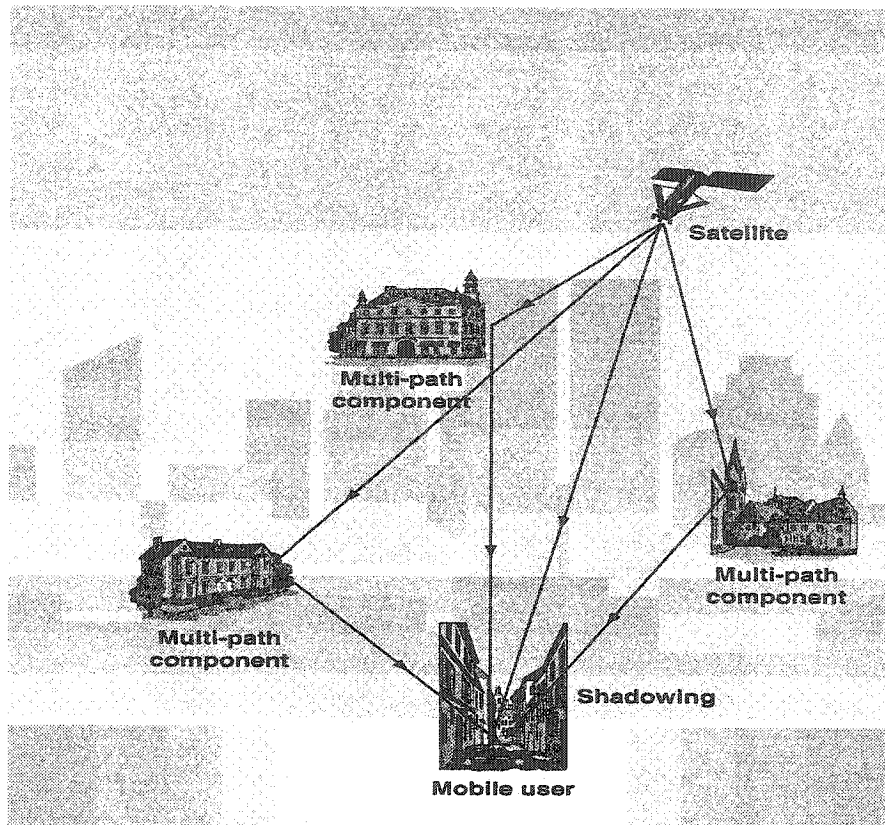 Satellite
Multi-path
component
Multi-path
component
Multi-path
component
Shadowing
Mobile user